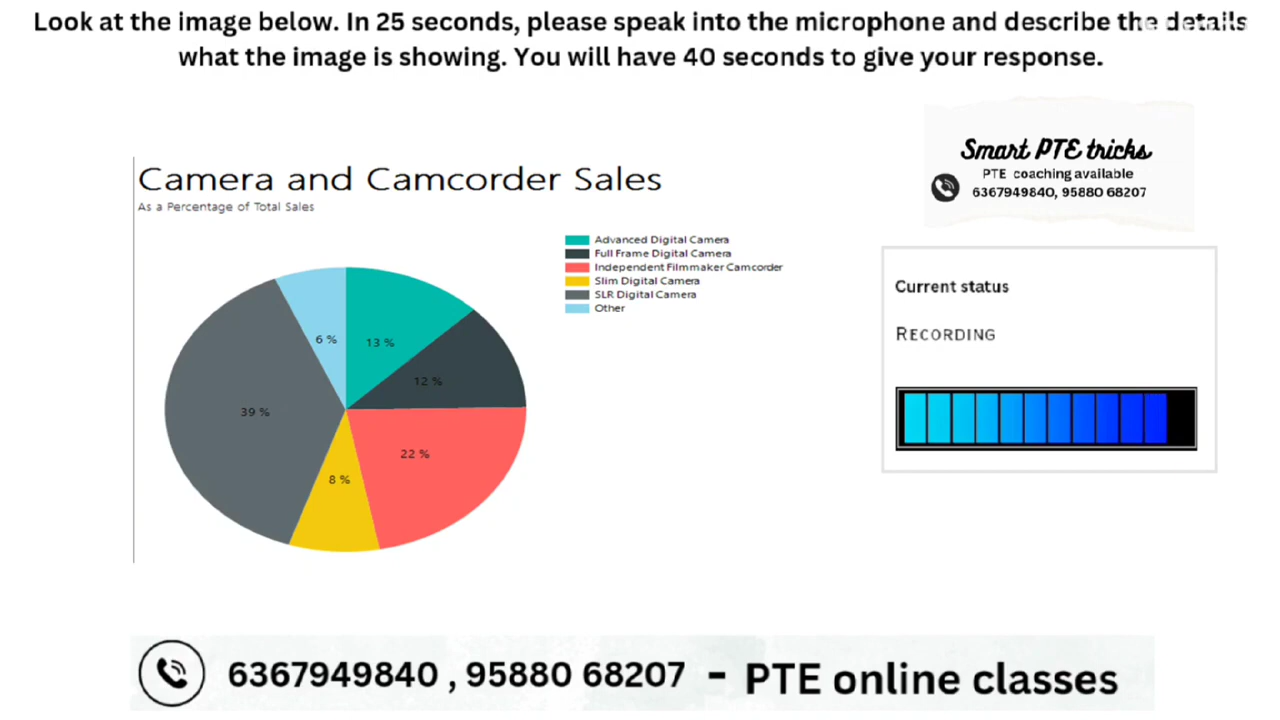 Look at the image below. In 25 seconds, please speak into the microphone and describe the details
what the image is showing. You will have 40 seconds to give your response.
Smart PTE tricks
PTE coaching available
6367949840, 95880 68207
Camera and Camcorder Sales
As a Percentage of Total Sales
Advanced Digital Camera
Full Frame Digital Camera
Independent Filmmaker Camcorder
Slim Digital Camera
SLR Digital Camera
Other
6 %
13 %
12 %
39 %
22 %
8 %
Current status
RECORDING
6367949840 , 95880 68207 - PTE online classes